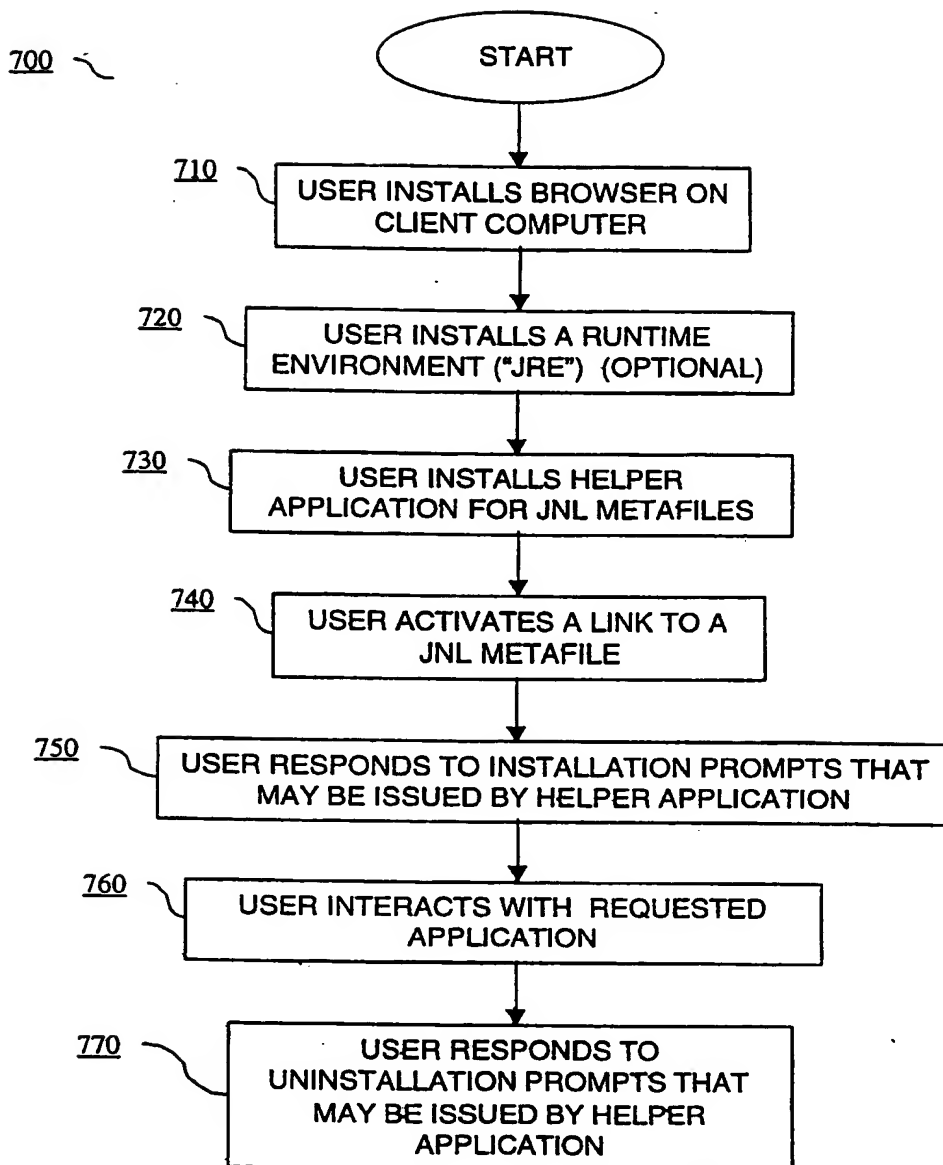 700
START
710
USER INSTALLS BROWSER ON
CLIENT COMPUTER
720
USER INSTALLS A RUNTIME
ENVIRONMENT ("JRE") (OPTIONAL)
730
USER INSTALLS HELPER
APPLICATION FOR JNL METAFILES
740
USER ACTIVATES A LINK TO A
JNL METAFILE
750
USER RESPONDS TO INSTALLATION PROMPTS THAT
MAY BE ISSUED BY HELPER APPLICATION
760
USER INTERACTS WITH REQUESTED
APPLICATION
770
USER RESPONDS TO
UNINSTALLATION PROMPTS THAT
MAY BE ISSUED BY HELPER
APPLICATION